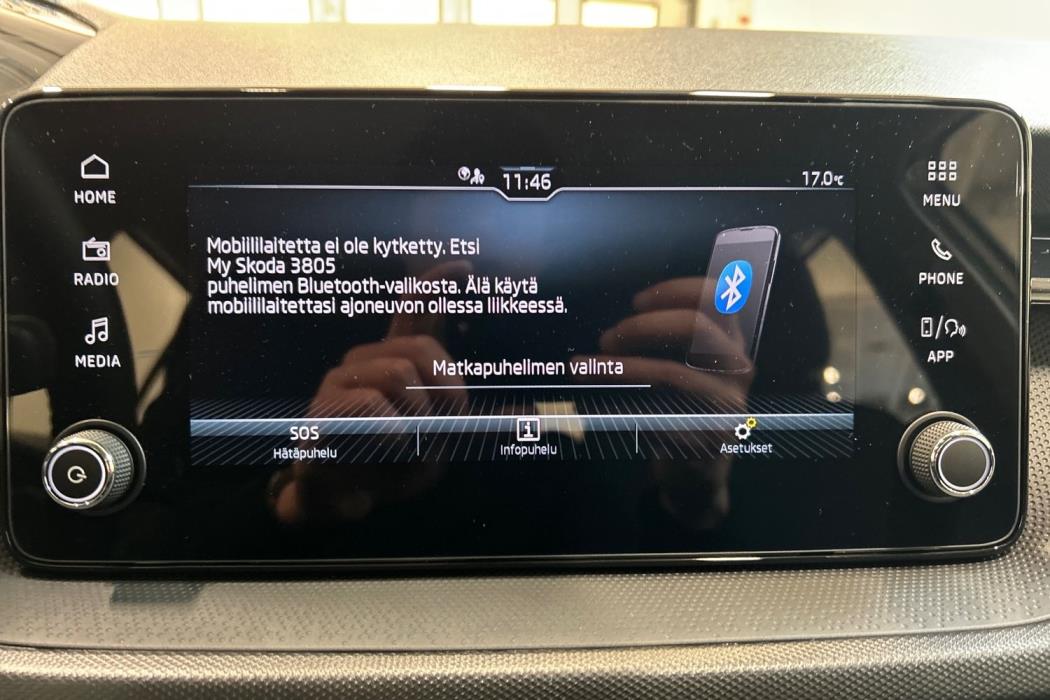 11:46
17.0°C
HOME
RADIO
MEDIA
Mobiililaitetta ei ole kytketty. Etsi
My Skoda 3805
puhelimen Bluetooth-valikosta. Älä käytä
mobiililaitettasi ajoneuvon ollessa liikkeessä.
Matkapuhelimen valinta
SOS
Hätäpuhelu
i
Infopuhelu
Asetukset
MENU
PHONE
APP